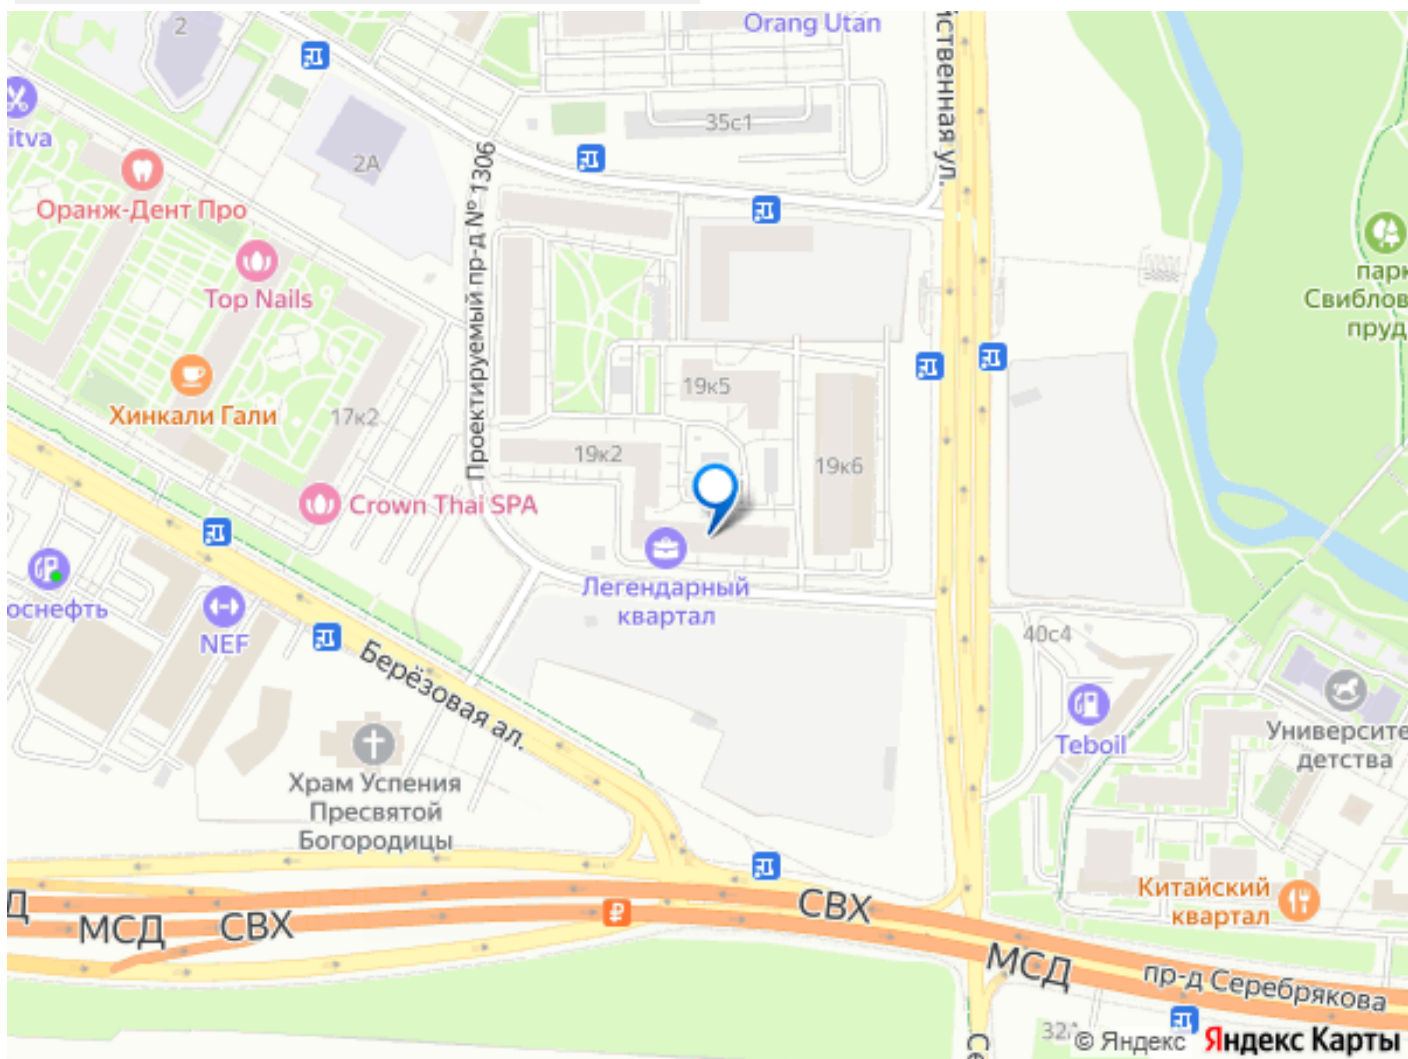 2
Orang Utan
йственная ул.
itva
35с1
2А
Проектируемый пр-д № 1306
Оранж-Дент Про
Top Nails
парк
Свиблов
пруд
Хинкали Гали
17к2
19к5
19к2
19к6
Crown Thai SPA
Легендарный
квартал
оснефть
NEF
Берёзовая ал.
40с4
Teboil
Университе
детства
Храм Успения
Пресвятой
Богородицы
Китайский
квартал
Д
МСД
СВХ
СВХ
МСД
пр-д Серебрякова
Се
© Яндекс
Яндекс Карты